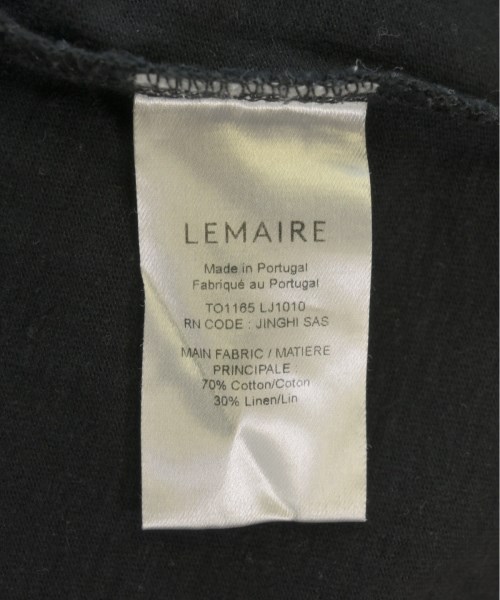 LEMAIRE
Made in Portugal
Fabriqué au Portugal
TO1165 LJ1010
RN CODE : JINGHI SAS
MAIN FABRIC / MATIERE
PRINCIPALE :
70% Cotton/Coton
30% Linen/Lin